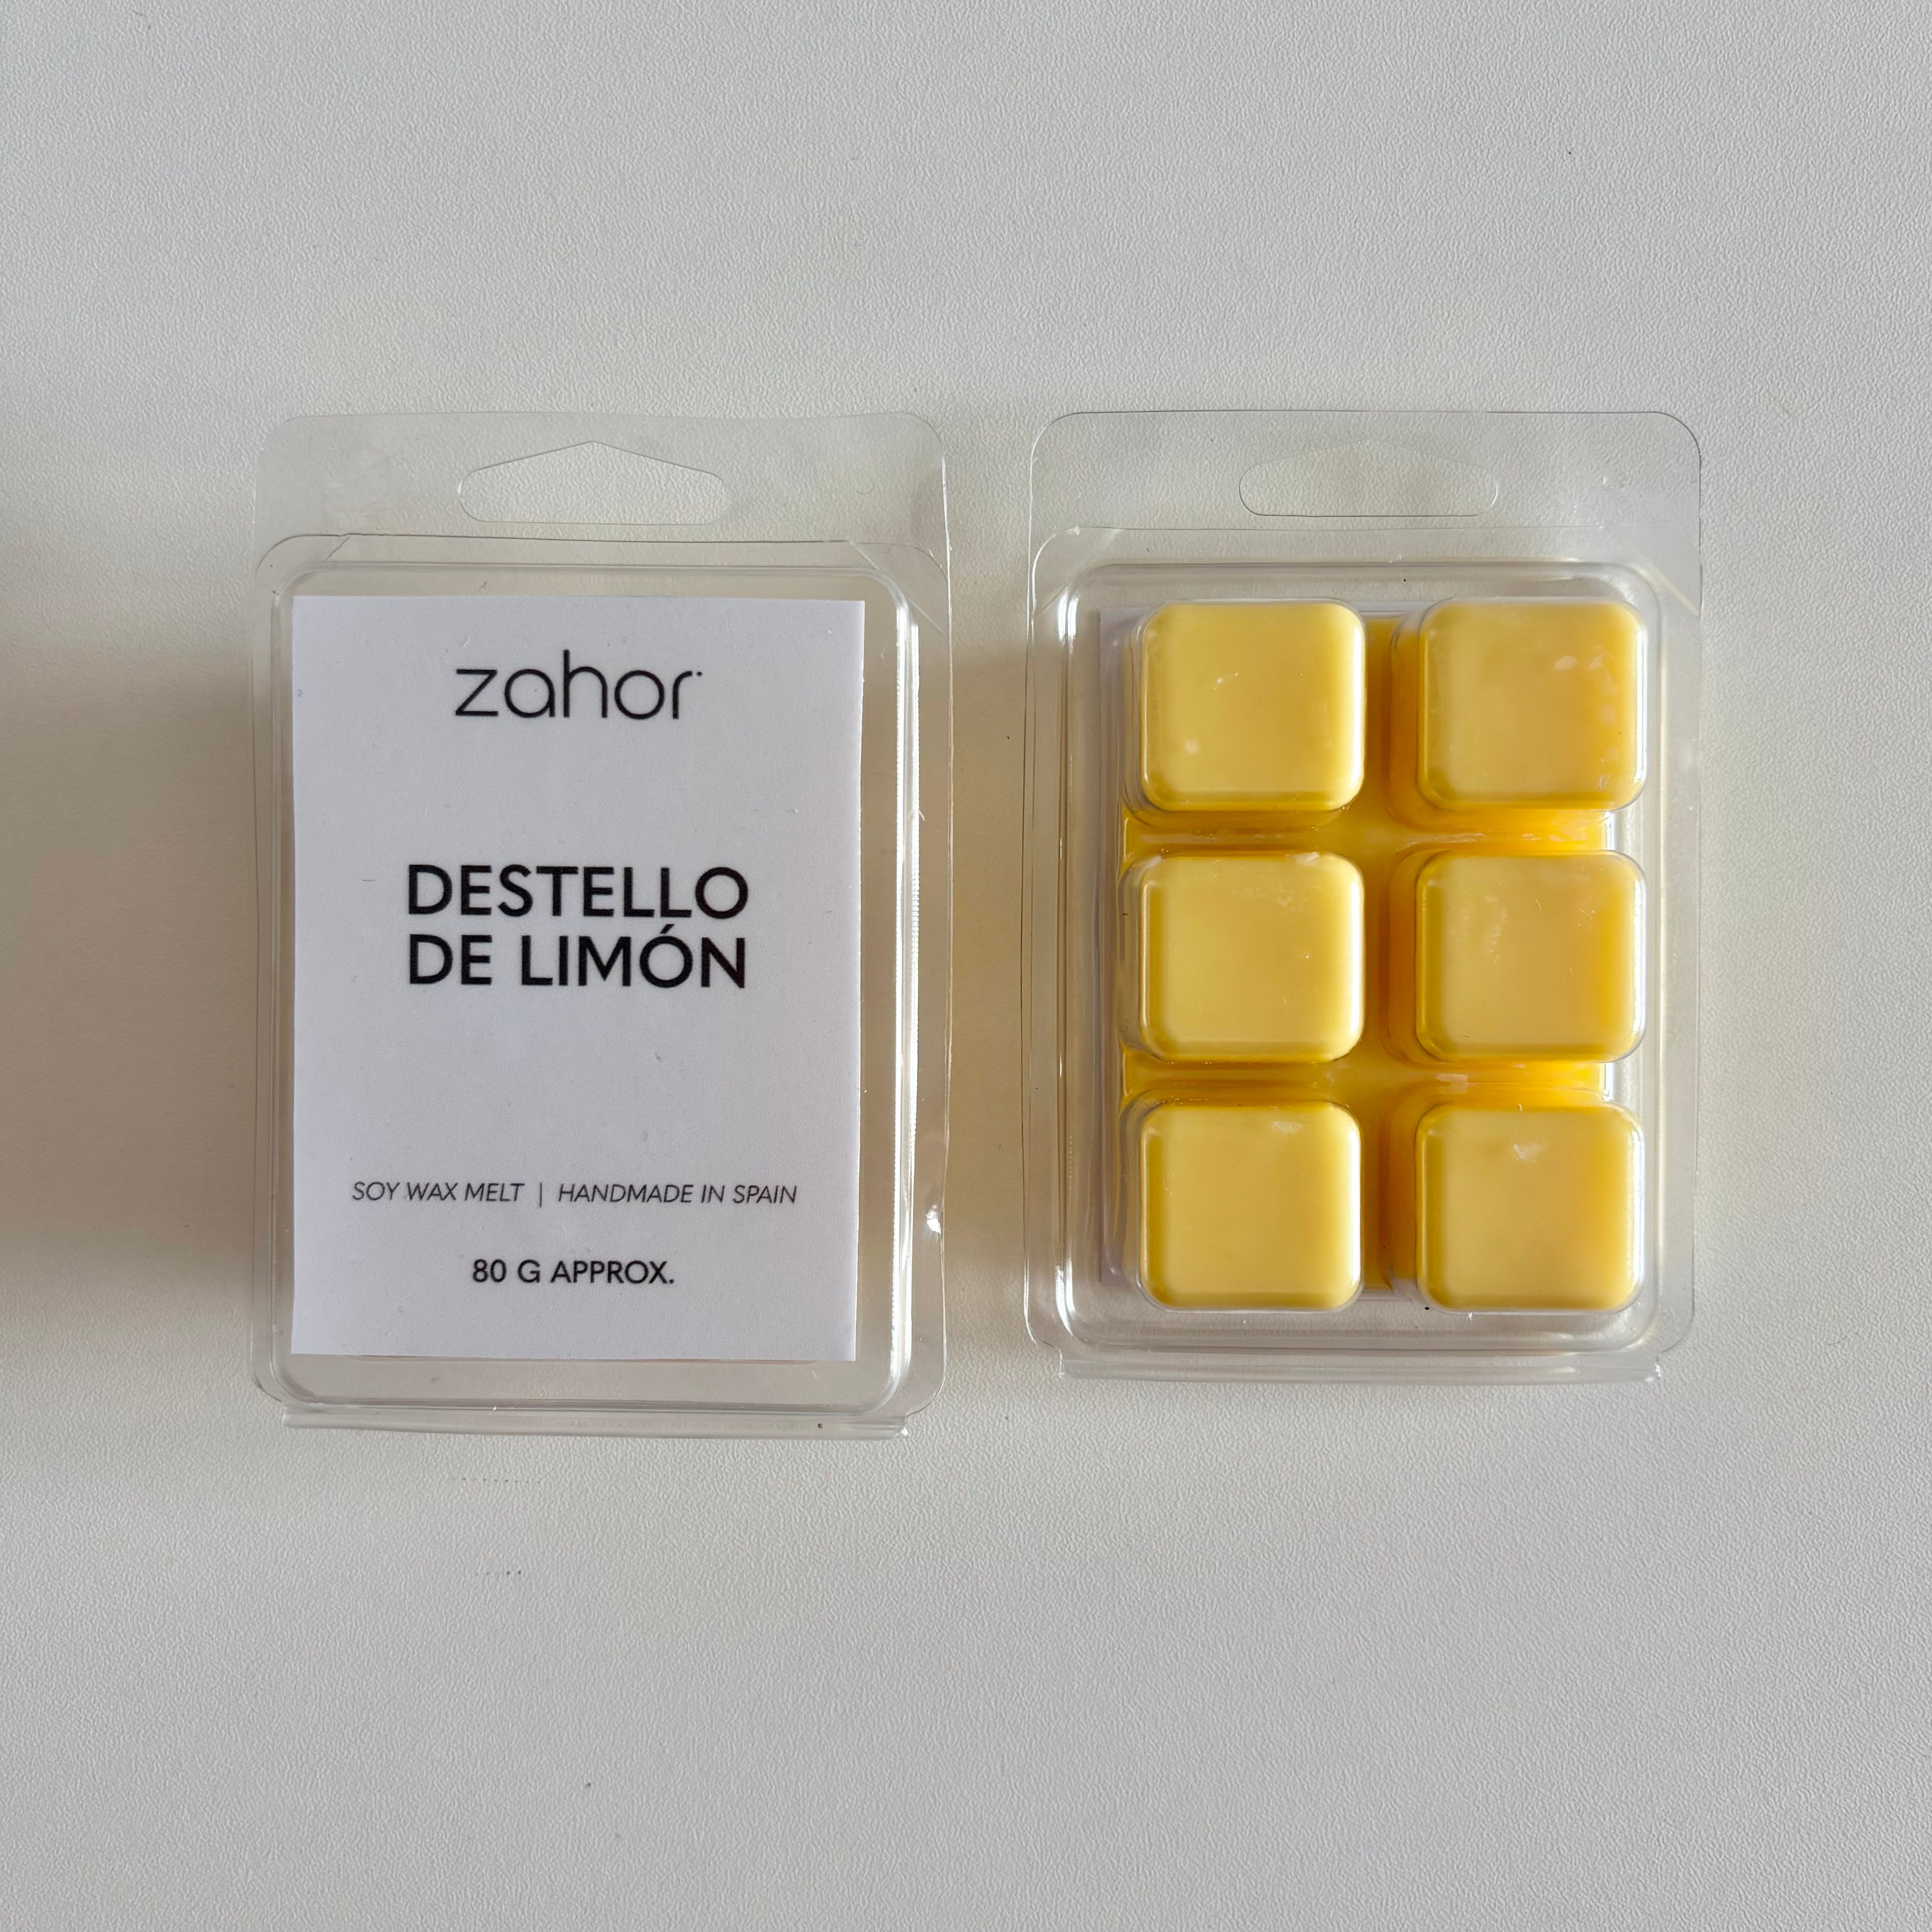 zahor
DESTELLO
DE LIMÓN
SOY WAX MELT | HANDMADE IN SPAIN
80 G APPROX.